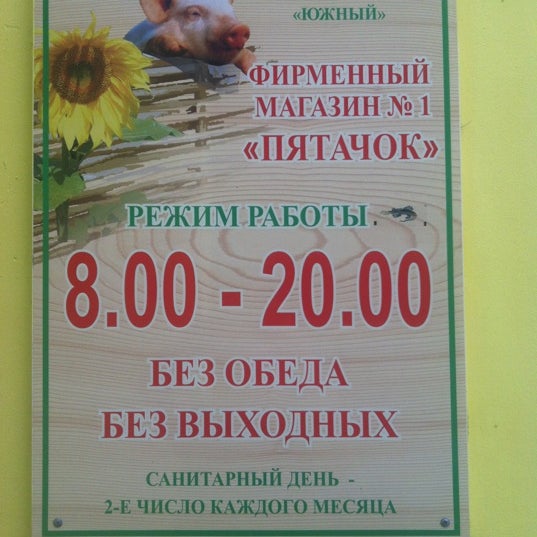 «ЮЖНЫЙ»
ФИРМЕННЫЙ
МАГАЗИН № 1
«ПЯТАЧОК»
РЕЖИМ РАБОТЫ
8.00 - 20.00
БЕЗ ОБЕДА
БЕЗ ВЫХОДНЫХ
САНИТАРНЫЙ ДЕНЬ -
2-Е ЧИСЛО КАЖДОГО МЕСЯЦА